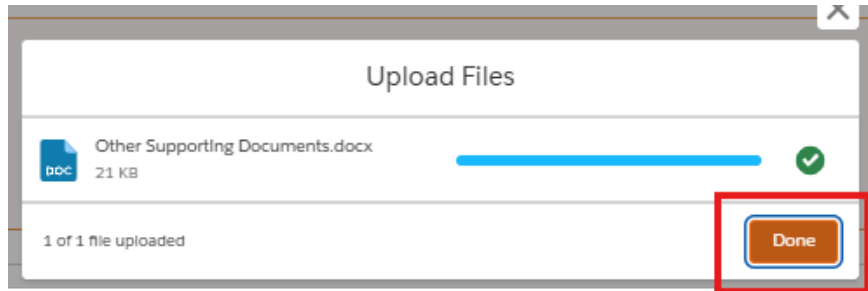 Upload Files
Other Supporting Documents.docx
DOC
21 KB
1 of 1 file uploaded
Done